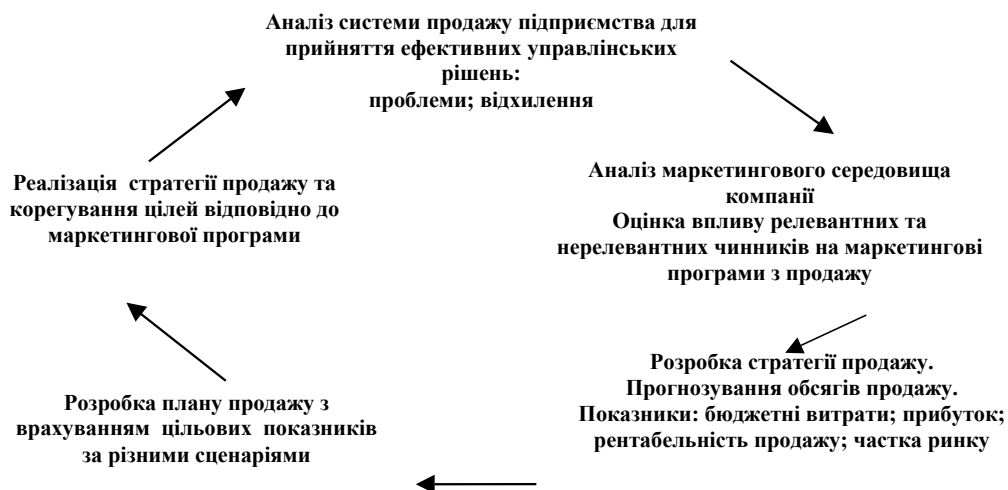 Аналіз системи продажу підприємства для
прийняття ефективних управлінських
рішень:
проблеми; відхилення
Аналіз маркетингового середовища
компанії
Оцінка впливу релевантних та
нерелевантних чинників на маркетингові
програми з продажу
Розробка стратегії продажу.
Прогнозування обсягів продажу.
Показники: бюджетні витрати; прибуток;
рентабельність продажу; частка ринку
Розробка плану продажу з
врахуванням цільових показників
за різними сценаріями
Реалізація стратегії продажу та
корегування цілей відповідно до
маркетингової програми